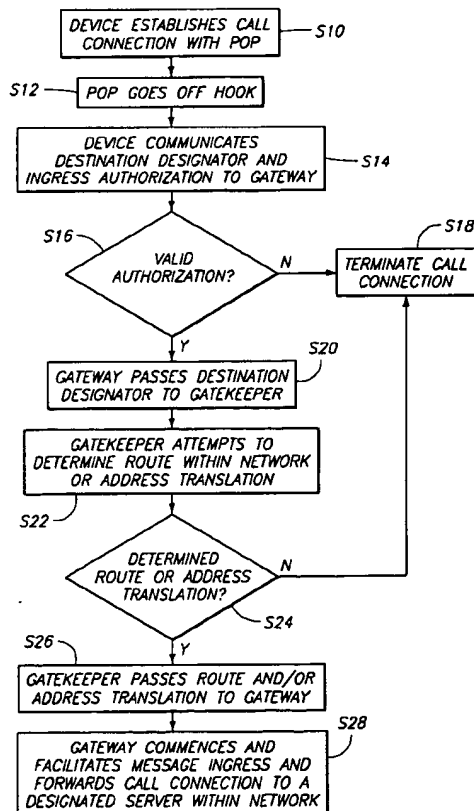 DEVICE ESTABLISHES CALL
CONNECTION WITH POP
S10
S12
POP GOES OFF HOOK
DEVICE COMMUNICATES
DESTINATION DESIGNATOR AND
INGRESS AUTHORIZATION TO GATEWAY
S14
S16
VALID
AUTHORIZATION?
N
S18
TERMINATE CALL
CONNECTION
Y
S20
GATEWAY PASSES DESTINATION
DESIGNATOR TO GATEKEEPER
GATEKEEPER ATTEMPTS TO
DETERMINE ROUTE WITHIN NETWORK
OR ADDRESS TRANSLATION
S22
DETERMINED
ROUTE OR ADDRESS
TRANSLATION?
N
S24
Y
S26
GATEKEEPER PASSES ROUTE AND/OR
ADDRESS TRANSLATION TO GATEWAY
S28
GATEWAY COMMENCES AND
FACILITATES MESSAGE INGRESS AND
FORWARDS CALL CONNECTION TO A
DESIGNATED SERVER WITHIN NETWORK